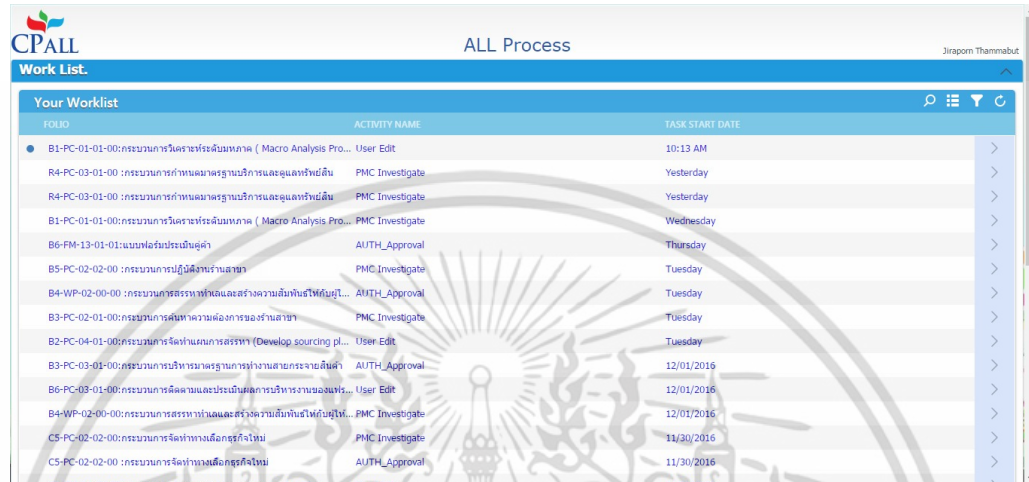 CPALL
ALL Process
Jiraporn Thammabut
Work List.
Your Worklist
FOLIO ACTIVITY NAME TASK START DATE
B1-PC-01-01-00:กระบวนการวิเคราะห์ระดับมหภาค ( Macro Analysis Pro... User Edit 10:13 AM
R4-PC-03-01-00 :กระบวนการกำหนดมาตรฐานบริการและดูแลทรัพย์สิน PMC Investigate Yesterday
R4-PC-03-01-00 :กระบวนการกำหนดมาตรฐานบริการและดูแลทรัพย์สิน PMC Investigate Yesterday
B1-PC-01-01-00:กระบวนการวิเคราะห์ระดับมหภาค ( Macro Analysis Pro... PMC Investigate Wednesday
B6-FM-13-01-01:แบบฟอร์มประเมินคู่ค้า AUTH_Approval Thursday
B5-PC-02-02-00 :กระบวนการปฏิบัติงานร้านสาขา PMC Investigate Tuesday
B4-WP-02-00-00 :กระบวนการสรรหาทำเลและสร้างความสัมพันธ์ให้กับผู้ใ... AUTH_Approval Tuesday
B3-PC-02-01-00:กระบวนการค้นหาความต้องการของร้านสาขา PMC Investigate Tuesday
B2-PC-04-01-00:กระบวนการจัดทำแผนการสรรหา (Develop sourcing pl... User Edit Tuesday
B3-PC-03-01-00:กระบวนการบริหารมาตรฐานการทำงานสายกระจายสินค้า AUTH_Approval 12/01/2016
B6-PC-03-01-00:กระบวนการติดตามและประเมินผลการบริหารงานของแฟร... User Edit 12/01/2016
B4-WP-02-00-00:กระบวนการสรรหาทำเลและสร้างความสัมพันธ์ให้กับผู้ให้... PMC Investigate 12/01/2016
C5-PC-02-02-00:กระบวนการจัดทำทางเลือกธุรกิจใหม่ PMC Investigate 11/30/2016
C5-PC-02-02-00 :กระบวนการจัดทำทางเลือกธุรกิจใหม่ AUTH_Approval 11/30/2016